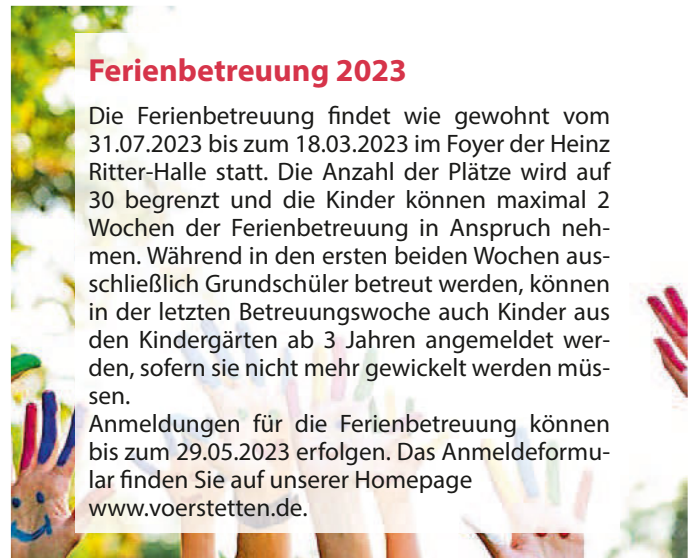 Ferienbetreuung 2023
Die Ferienbetreuung findet wie gewohnt vom
31.07.2023 bis zum 18.03.2023 im Foyer der Heinz
Ritter-Halle statt. Die Anzahl der Plätze wird auf
30 begrenzt und die Kinder können maximal 2
Wochen der Ferienbetreuung in Anspruch neh-
men. Während in den ersten beiden Wochen aus-
schließlich Grundschüler betreut werden, können
in der letzten Betreuungswoche auch Kinder aus
den Kindergärten ab 3 Jahren angemeldet wer-
den, sofern sie nicht mehr gewickelt werden müs-
sen.
Anmeldungen für die Ferienbetreuung können
bis zum 29.05.2023 erfolgen. Das Anmeldeformu-
lar finden Sie auf unserer Homepage
www.voerstetten.de.